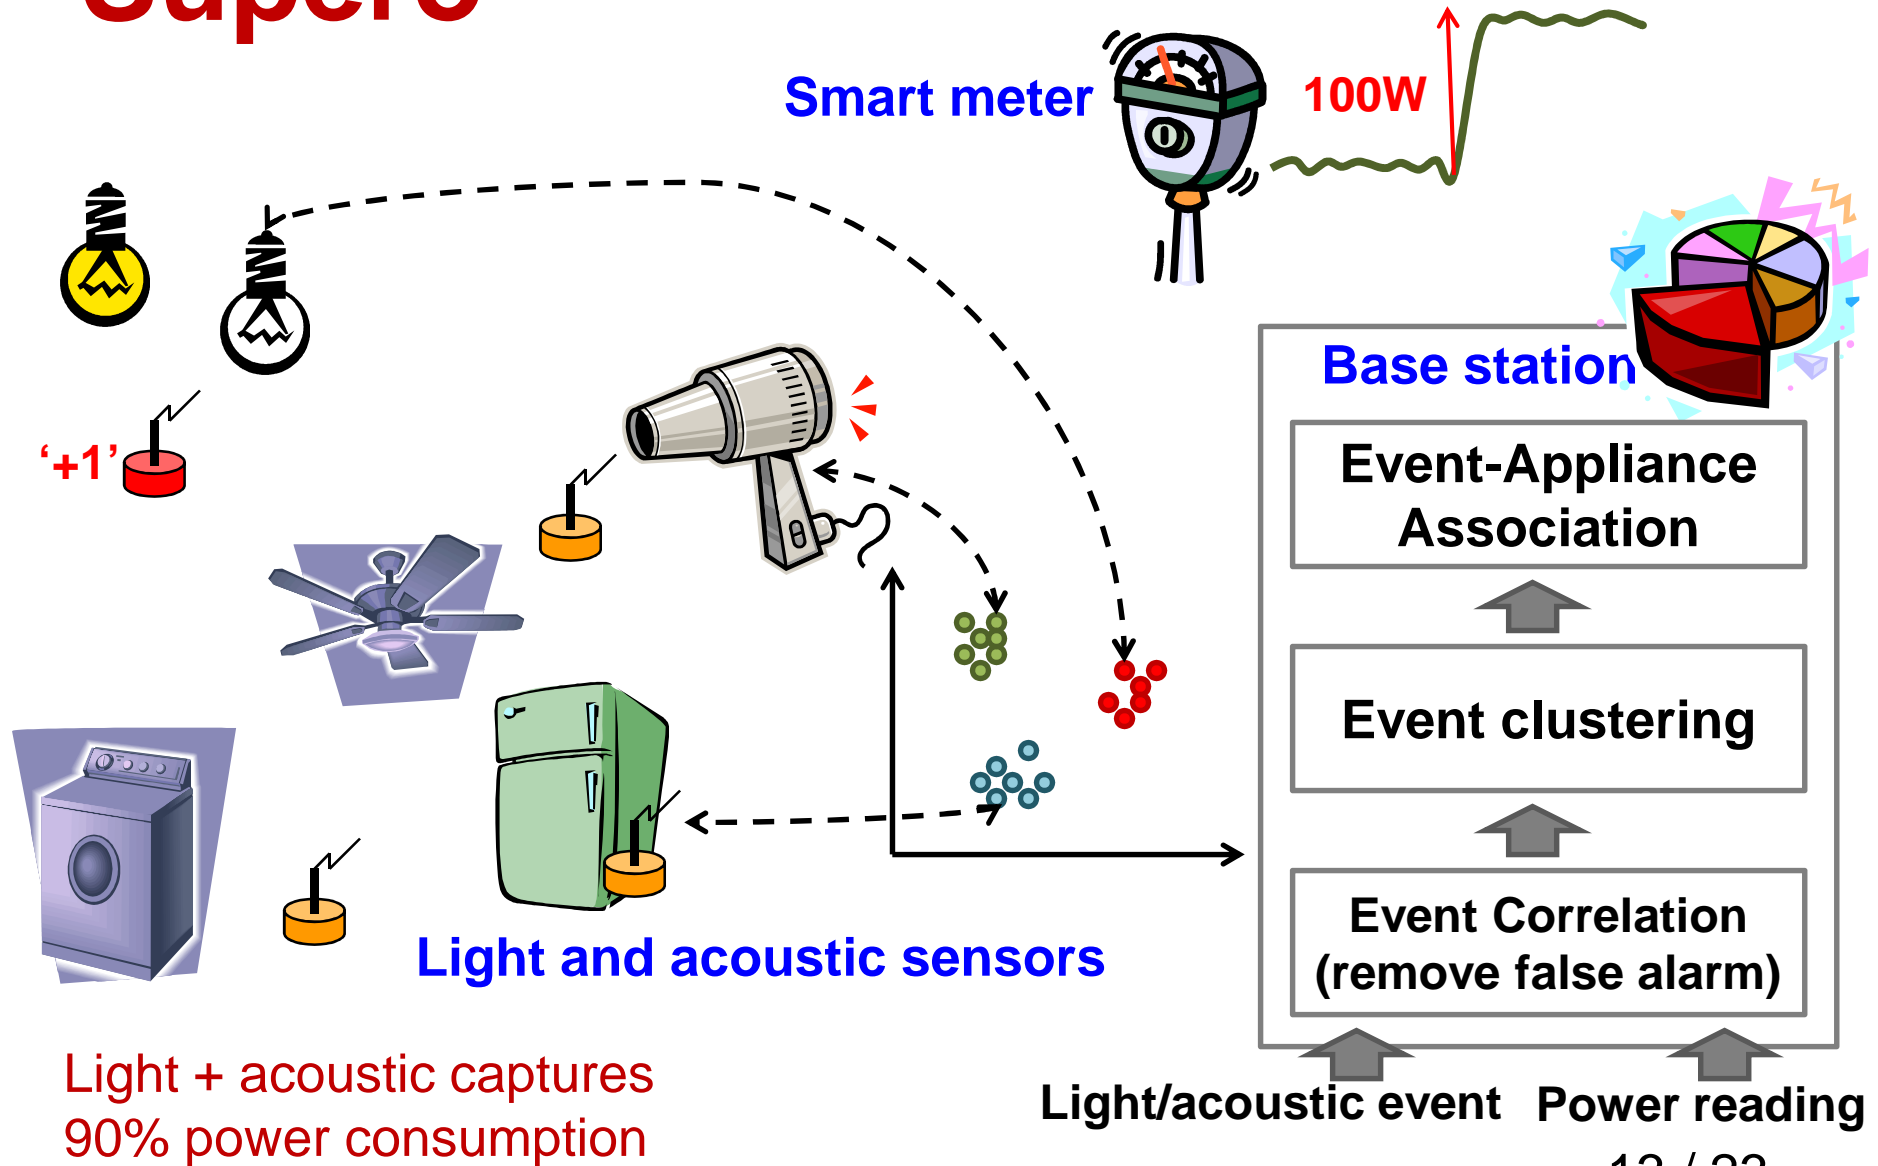 Supero
Smart meter
100W
Base station
‘+1’
Event-Appliance
Association
Event clustering
Event Correlation
(remove false alarm)
Light and acoustic sensors
Light + acoustic captures
90% power consumption
Light/acoustic event
Power reading